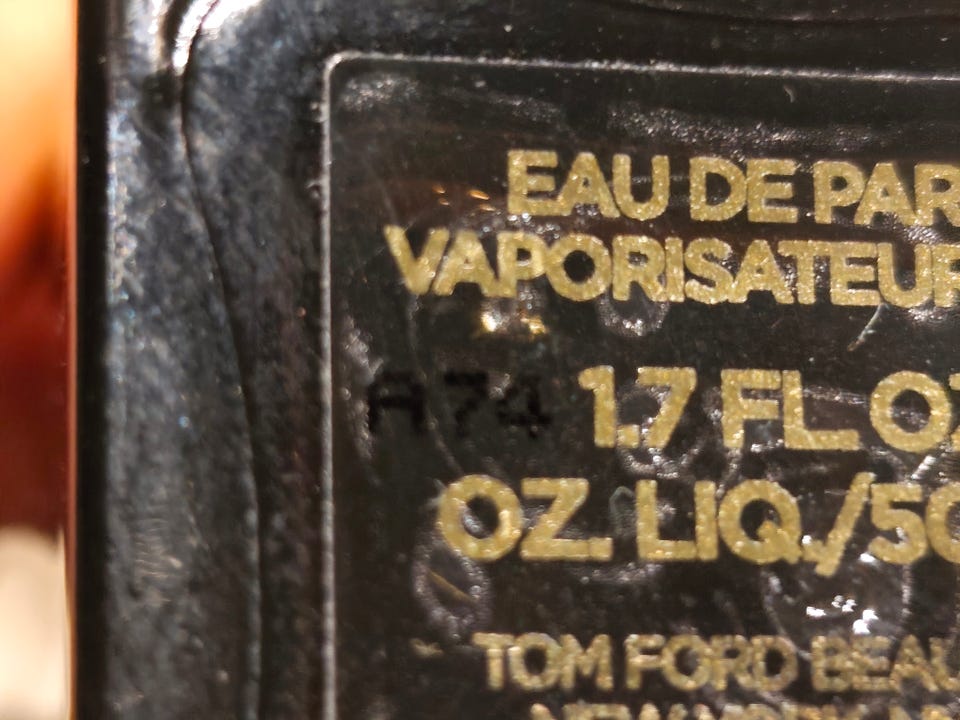 EAU DE PAR
VAPORISATEUR
A74 1.7 FL OZ
OZ. LIQ./50
TOM FORD BEAU